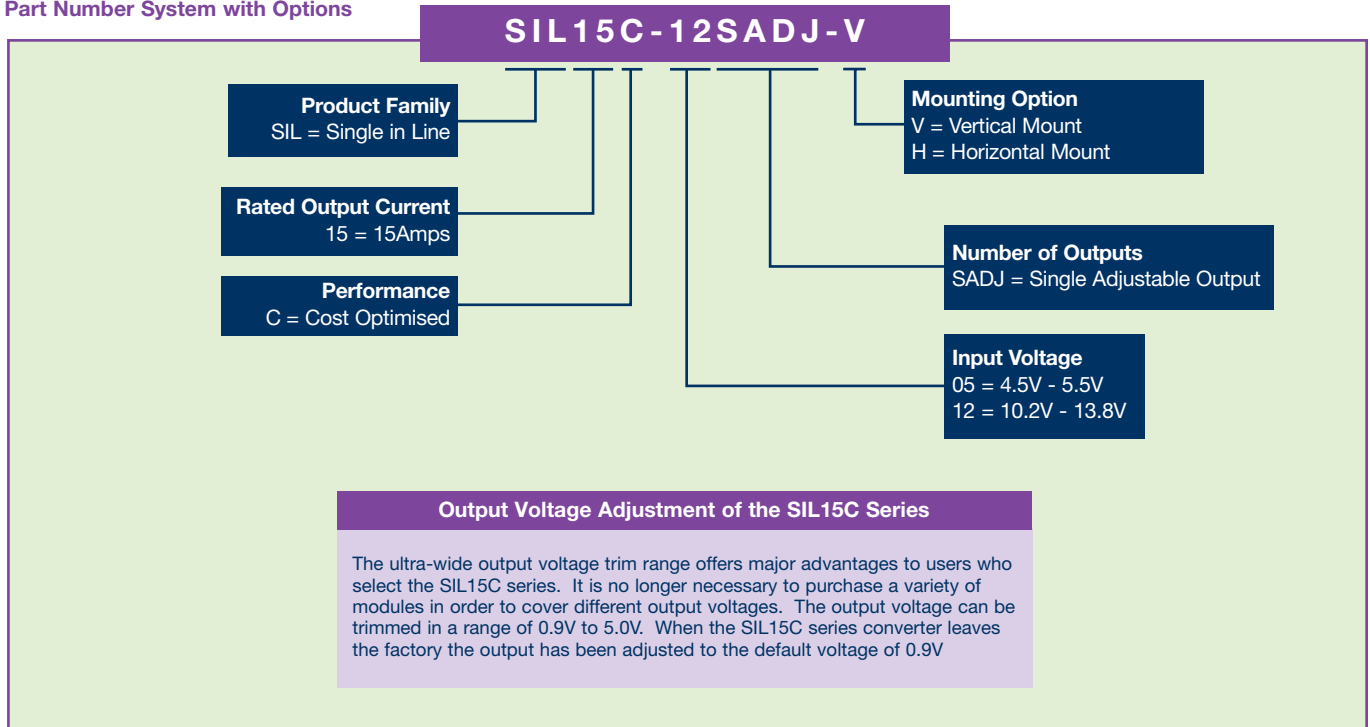 Part Number System with Options
SIL15C-12SADJ-V
Product Family
SIL = Single in Line
Rated Output Current
15 = 15Amps
Performance
C = Cost Optimised
Mounting Option
V = Vertical Mount
H = Horizontal Mount
Number of Outputs
SADJ = Single Adjustable Output
Input Voltage
05 = 4.5V - 5.5V
12 = 10.2V - 13.8V
Output Voltage Adjustment of the SIL15C Series
The ultra-wide output voltage trim range offers major advantages to users who
select the SIL15C series. It is no longer necessary to purchase a variety of
modules in order to cover different output voltages. The output voltage can be
trimmed in a range of 0.9V to 5.0V. When the SIL15C series converter leaves
the factory the output has been adjusted to the default voltage of 0.9V